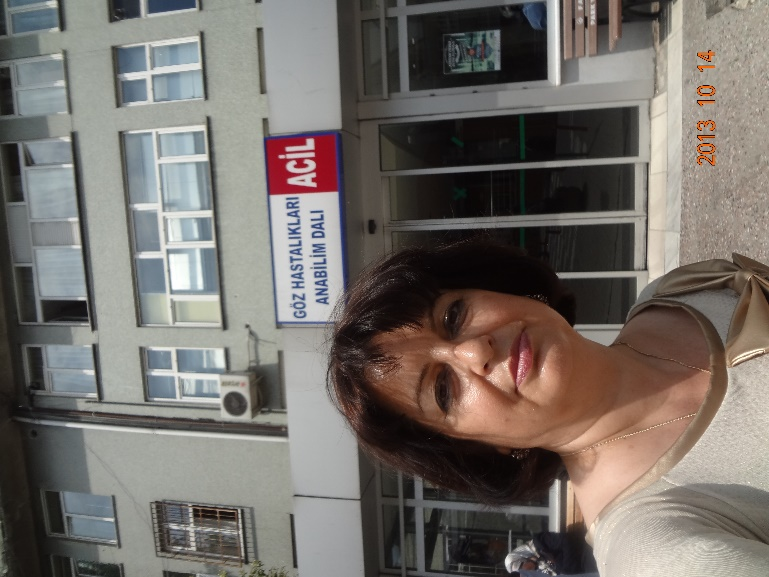 GÖZ HASTALIKLARI
ANABİLİM DALI
ACİL
2013 10 14